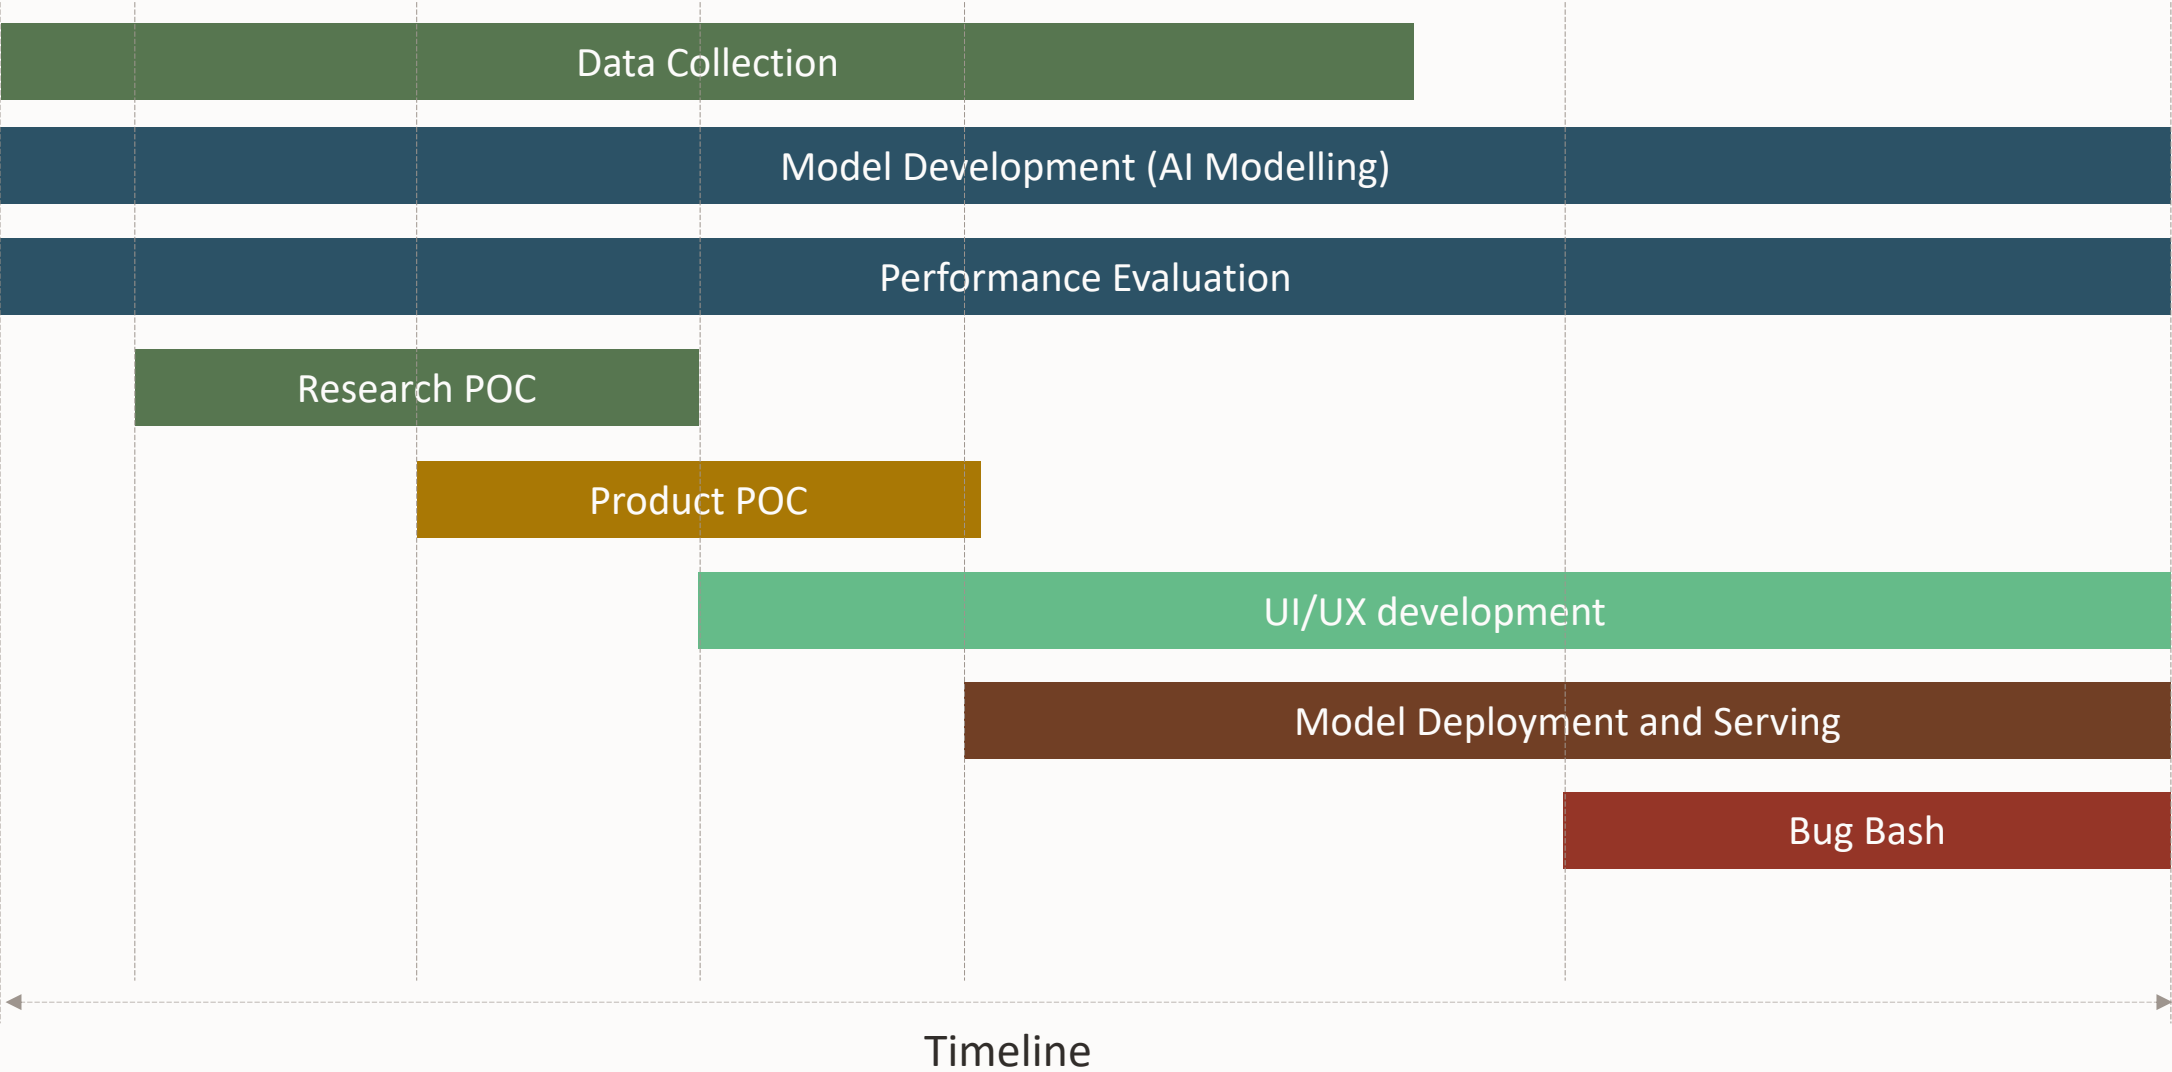 Data Collection
Model Development (AI Modelling)
Performance Evaluation
Research POC
Product POC
UI/UX development
Model Deployment and Serving
Bug Bash
Timeline